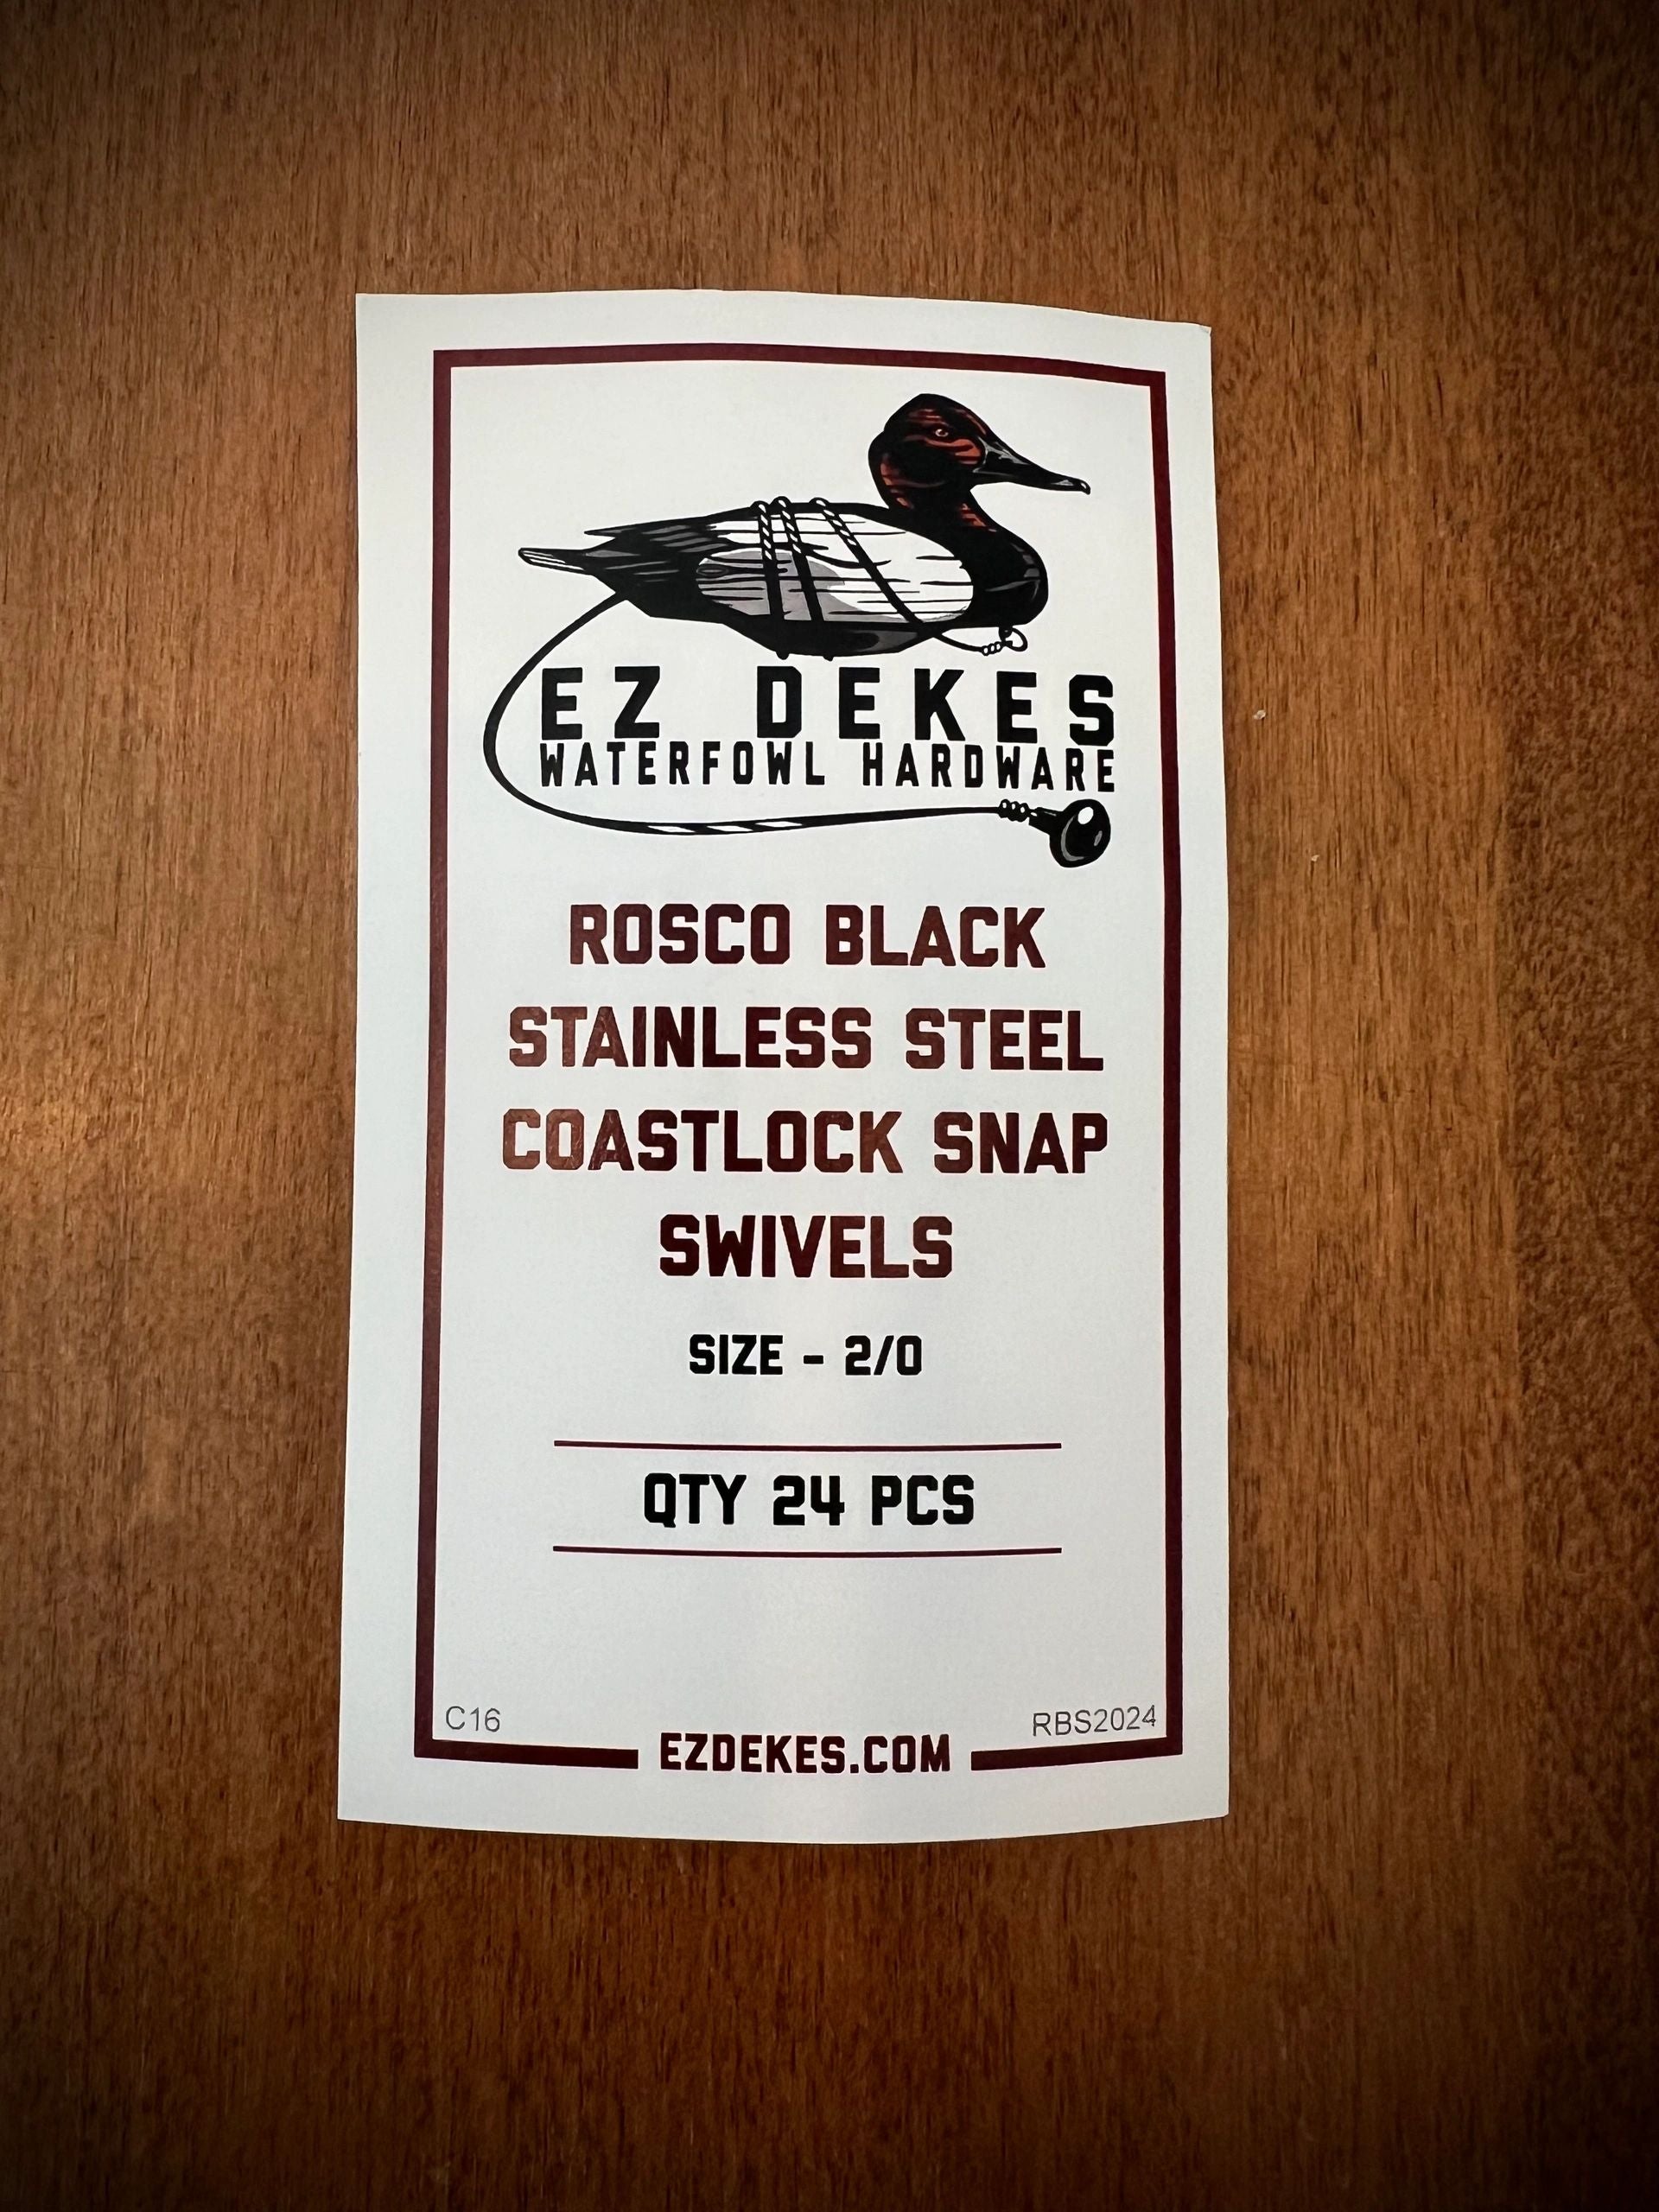 EZ DEKES
WATERFOWL HARDWARE
ROSCO BLACK
STAINLESS STEEL
COASTLOCK SNAP
SWIVELS
SIZE - 2/0
QTY 24 PCS
C16
RBS2024
EZDEKES.COM